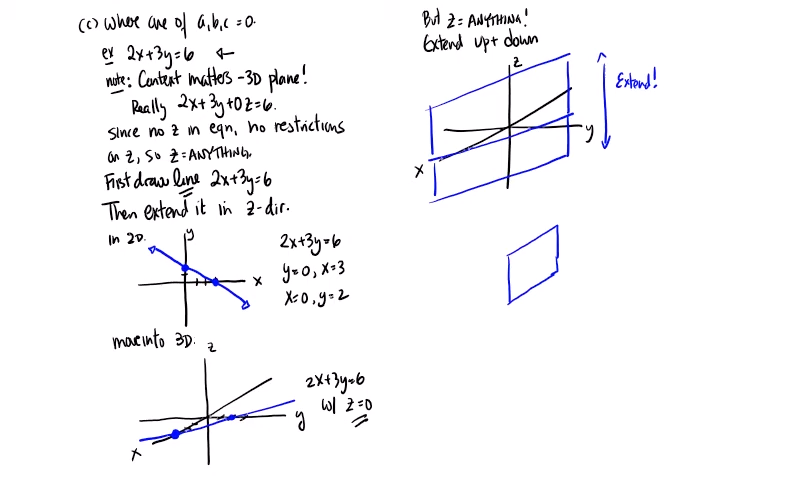 (c) Where one of a,b,c =0.
ex 2x+3y=6 ←
note: Context matters - 3D plane!
Really 2x+3y+0z=6.
Since no z in eqn, no restrictions
on z, so z=ANYTHING.
First draw line 2x+3y=6
Then extend it in z-dir.
in 2D.
y
x
2x+3y=6
y=0, x=3
x=0, y=2
move into 3D.
z
y
x
2x+3y=6
w/ z=0
But z=ANYTHING!
Extend up + down
z
y
x
Extend!